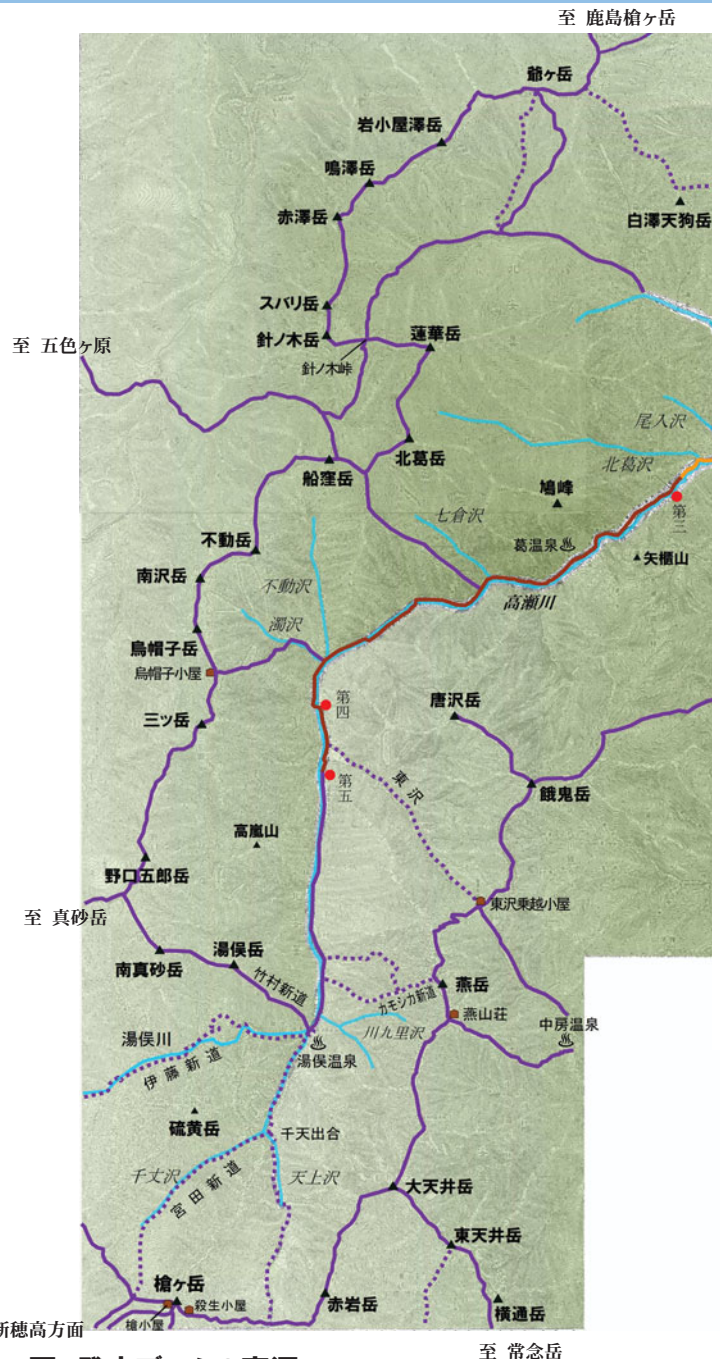 至 鹿島槍ヶ岳
爺ヶ岳
岩小屋澤岳
鳴澤岳
赤澤岳
白澤天狗岳
スバリ岳
針ノ木岳
蓮華岳
至 五色ヶ原
針ノ木峠
尾入沢
北葛岳
北葛沢
船窪岳
鳩峰
第三
七倉沢
不動岳
葛温泉
矢櫃山
南沢岳
不動沢
高瀬川
濁沢
烏帽子岳
烏帽子小屋
第四
唐沢岳
三ッ岳
東沢
第五
餓鬼岳
高嵐山
野口五郎岳
東沢乗越小屋
至 真砂岳
湯俣岳
南真砂岳
竹村新道
燕岳
カモシカ新道
燕山荘
中房温泉
川九里沢
湯俣川
湯俣温泉
伊藤新道
硫黄岳
千天出合
千丈沢
天上沢
宮田新道
大天井岳
東天井岳
槍ヶ岳
殺生小屋
赤岩岳
横通岳
槍小屋
新穂高方面
至 常念岳